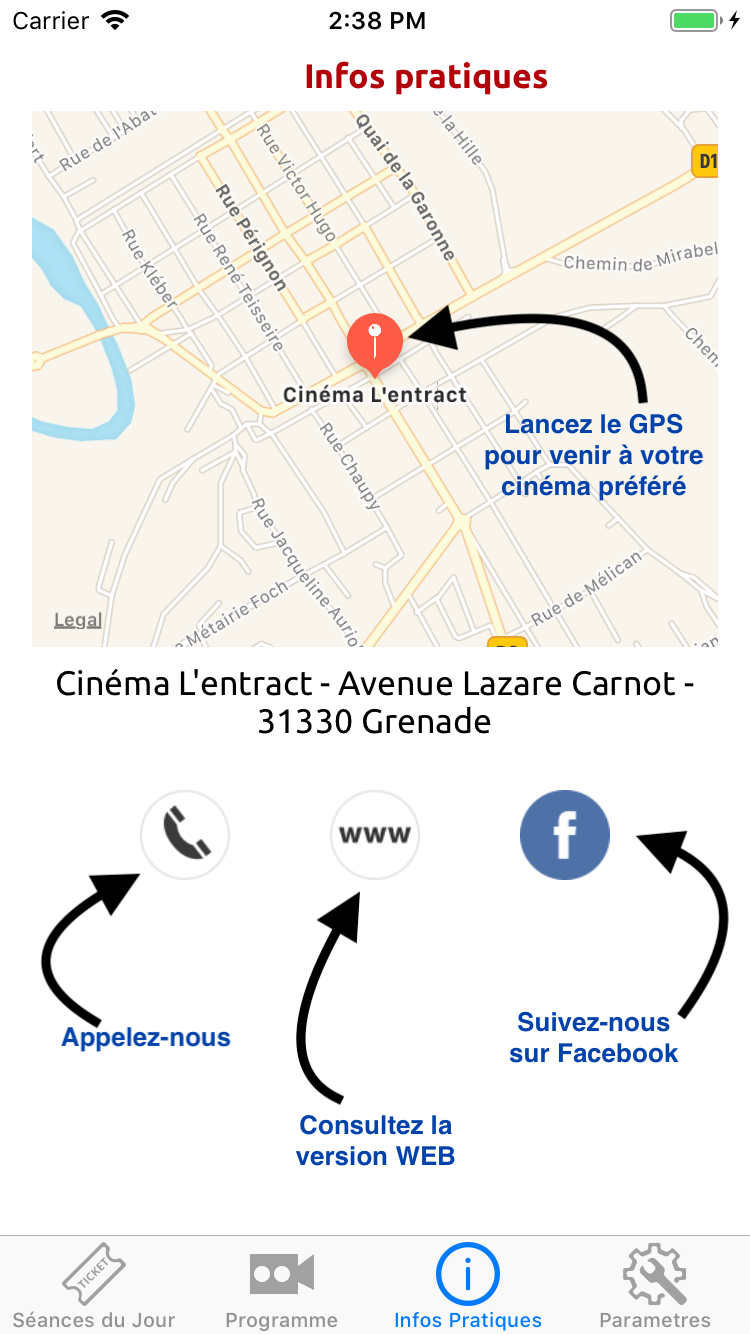 Carrier
2:38 PM
Infos pratiques
Rue de l'Abat
ert
Rue Victor Hugo
Quai de la Garonne
e la Hille
D1
Rue Pérignon
Rue Kléber
Rue René Teisseire
Chemin de Mirabel
Chem
Cinéma L'entract
Lancez le GPS
pour venir à votre
cinéma préféré
Rue Chaupy
Rue Jacqueline Aurio
Métairie Foch
Rue de Mélican
Legal
Cinéma L'entract - Avenue Lazare Carnot -
31330 Grenade
www
f
Appelez-nous
Suivez-nous
sur Facebook
Consultez la
version WEB
TICKET
i
Séances du Jour
Programme
Infos Pratiques
Parametres